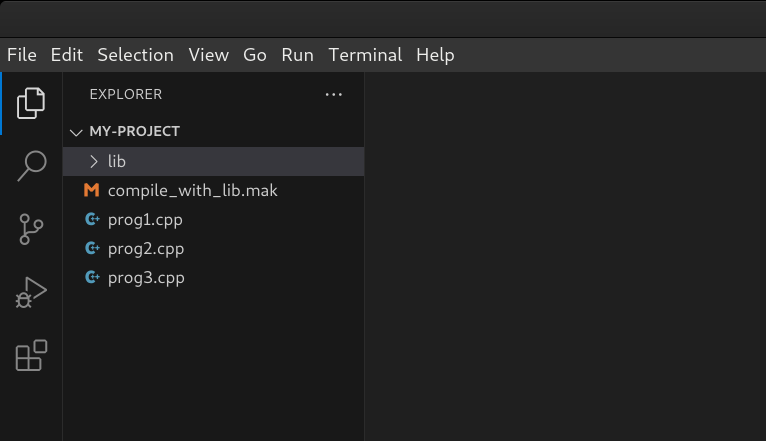 File Edit Selection View Go Run Terminal Help
EXPLORER
MY-PROJECT
lib
compile_with_lib.mak
prog1.cpp
prog2.cpp
prog3.cpp